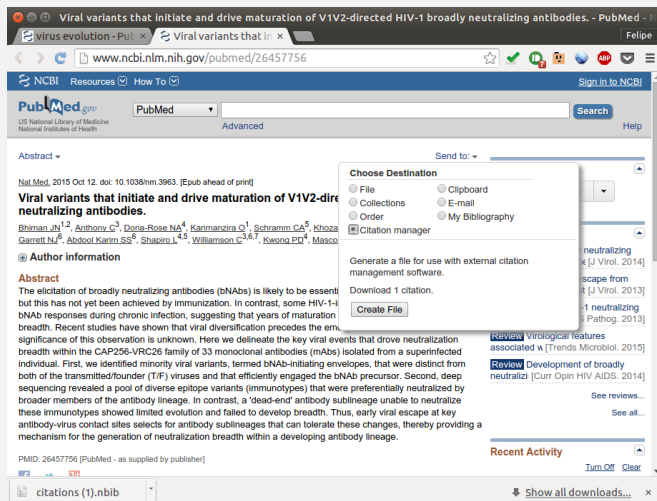 Viral variants that initiate and drive maturation of V1V2-directed HIV-1 broadly neutralizing antibodies. - PubMed - N
virus evolution - Pub
Viral variants that in
Felipe
www.ncbi.nlm.nih.gov/pubmed/26457756
NCBI Resources How To Sign in to NCBI
PubMed.gov
US National Library of Medicine
National Institutes of Health
PubMed
Search
Advanced
Help
Abstract
Send to:
Nat Med. 2015 Oct 12. doi: 10.1038/nm.3963. [Epub ahead of print]
Viral variants that initiate and drive maturation of V1V2-dire
neutralizing antibodies.
Bhiman JN1,2, Anthony C3, Doria-Rose NA4, Karimanzira O1, Schramm CA5, Khoza
Garrett NJ6, Abdool Karim SS6, Shapiro L4,5, Williamson C3,6,7, Kwong PD4, Masco
Author information
Abstract
The elicitation of broadly neutralizing antibodies (bNAbs) is likely to be essenti
but this has not yet been achieved by immunization. In contrast, some HIV-1-i
bNAb responses during chronic infection, suggesting that years of maturation
breadth. Recent studies have shown that viral diversification precedes the em
significance of this observation is unknown. Here we delineate the key viral events that drove neutralization
breadth within the CAP256-VRC26 family of 33 monoclonal antibodies (mAbs) isolated from a superinfected
individual. First, we identified minority viral variants, termed bNAb-initiating envelopes, that were distinct from
both of the transmitted/founder (T/F) viruses and that efficiently engaged the bNAb precursor. Second, deep
sequencing revealed a pool of diverse epitope variants (immunotypes) that were preferentially neutralized by
broader members of the antibody lineage. In contrast, a 'dead-end' antibody sublineage unable to neutralize
these immunotypes showed limited evolution and failed to develop breadth. Thus, early viral escape at key
antibody-virus contact sites selects for antibody sublineages that can tolerate these changes, thereby providing a
mechanism for the generation of neutralization breadth within a developing antibody lineage.
PMID: 26457756 [PubMed - as supplied by publisher]
Choose Destination
File Clipboard
Collections E-mail
Order My Bibliography
Citation manager
Generate a file for use with external citation
management software.
Download 1 citation.
Create File
neutralizing
[J Virol. 2014]
scape from
[J Virol. 2013]
-1 neutralizing
S Pathog. 2013]
Review Virological features
associated w [Trends Microbiol. 2015]
Review Development of broadly
neutralizi [Curr Opin HIV AIDS. 2014]
See reviews...
See all...
Recent Activity
Turn Off Clear
citations (1).nbib
Show all downloads...